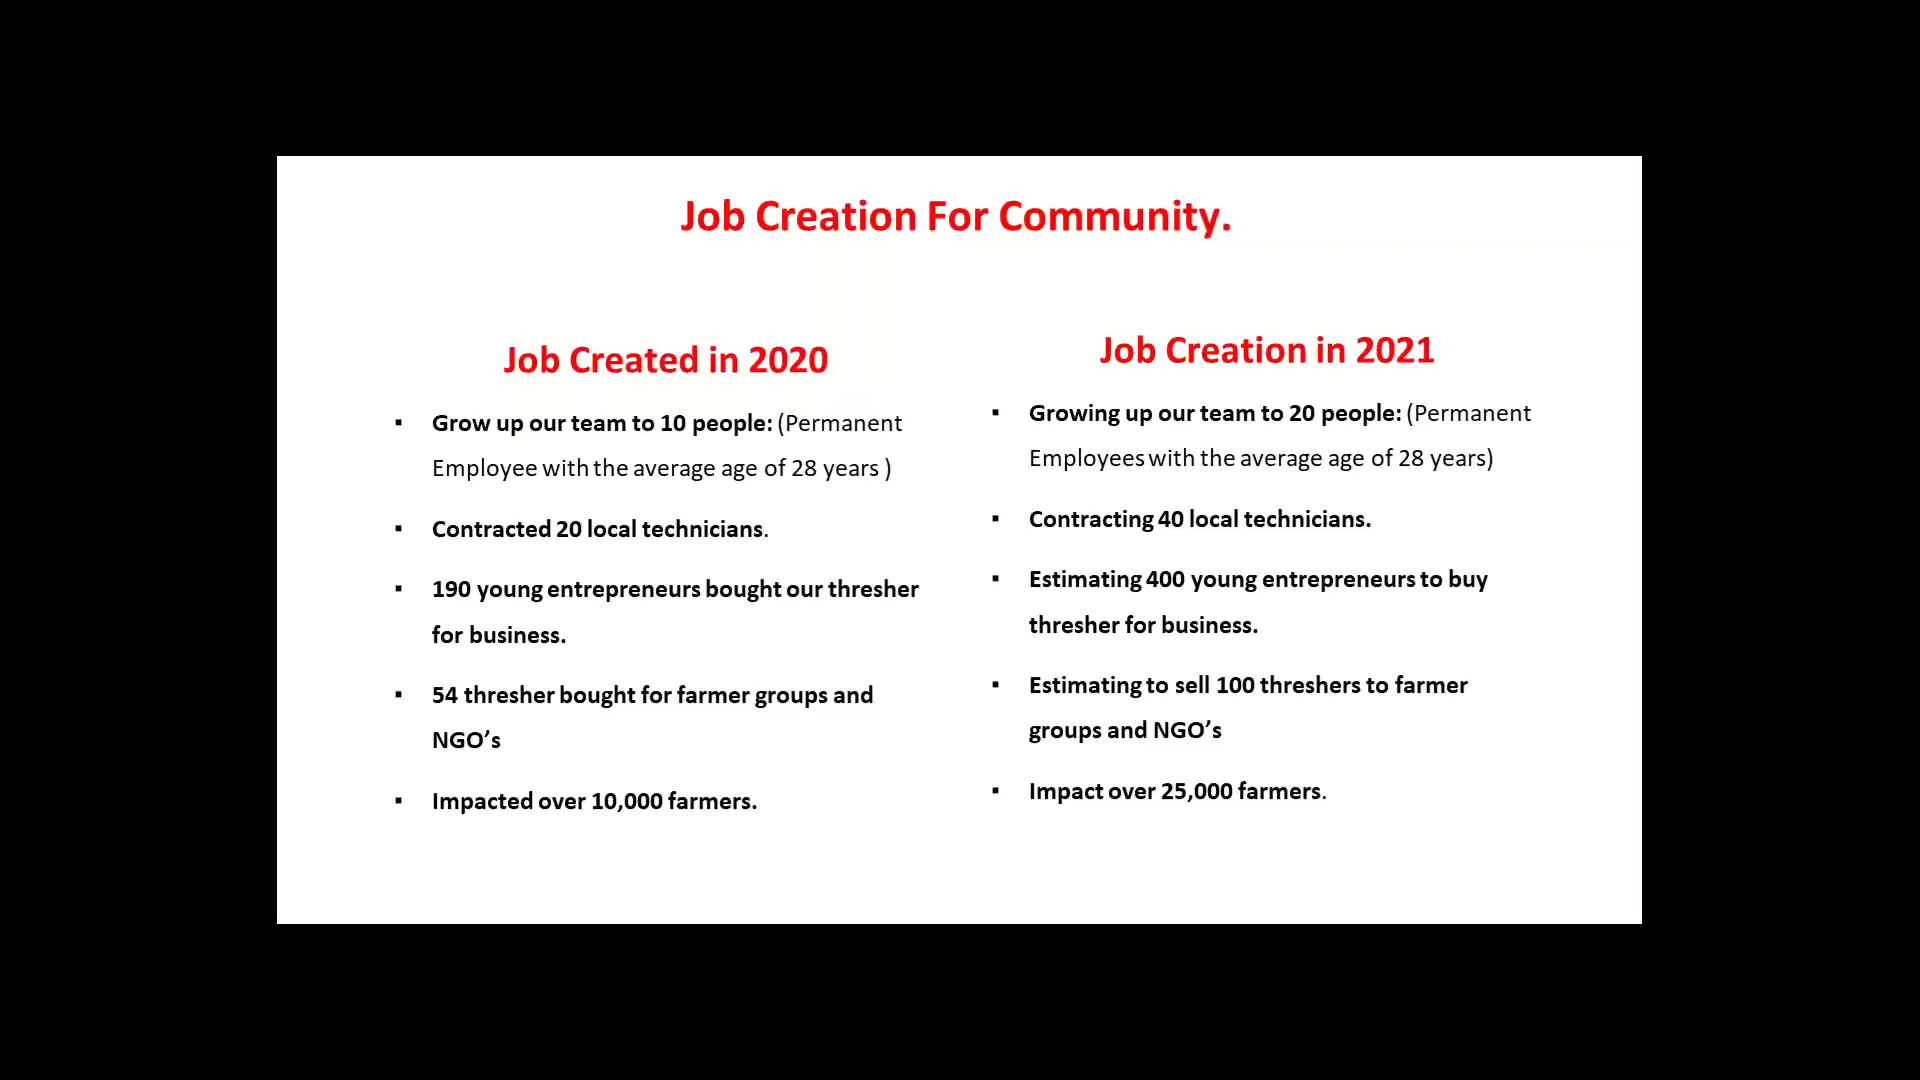 Job Creation For Community.
Job Created in 2020
▪ Grow up our team to 10 people: (Permanent
Employee with the average age of 28 years )
▪ Contracted 20 local technicians.
▪ 190 young entrepreneurs bought our thresher
for business.
▪ 54 thresher bought for farmer groups and
NGO’s
▪ Impacted over 10,000 farmers.
Job Creation in 2021
▪ Growing up our team to 20 people: (Permanent
Employees with the average age of 28 years)
▪ Contracting 40 local technicians.
▪ Estimating 400 young entrepreneurs to buy
thresher for business.
▪ Estimating to sell 100 threshers to farmer
groups and NGO’s
▪ Impact over 25,000 farmers.